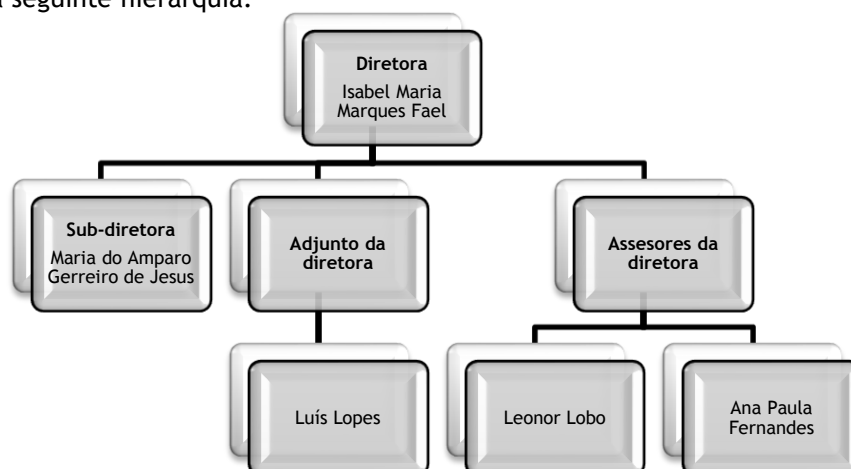 a seguinte hierarquia:
Diretora
Isabel Maria
Marques Fael
Sub-diretora
Maria do Amparo
Gerreiro de Jesus
Adjunto da
diretora
Assesores da
diretora
Luís Lopes
Leonor Lobo
Ana Paula
Fernandes